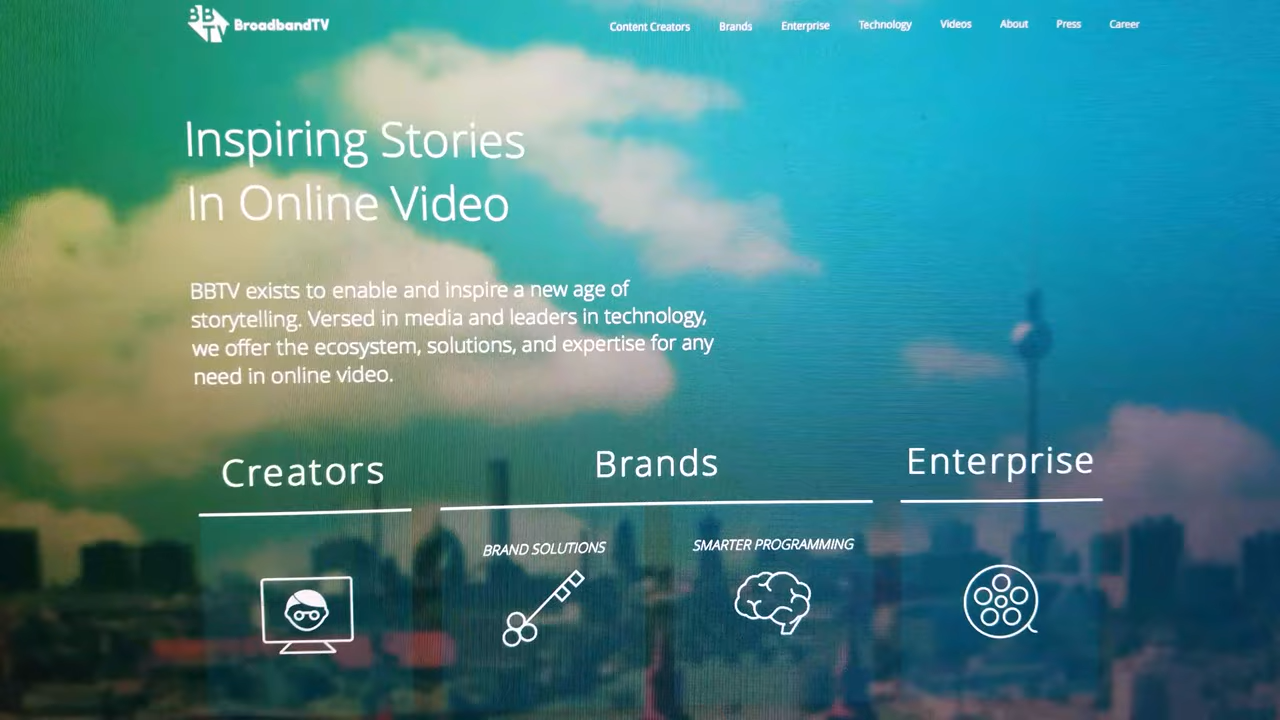 BBTV BroadbandTV
Content Creators Brands Enterprise Technology Videos About Press Career
Inspiring Stories
In Online Video
BBTV exists to enable and inspire a new age of
storytelling. Versed in media and leaders in technology,
we offer the ecosystem, solutions, and expertise for any
need in online video.
Creators
Brands
Enterprise
BRAND SOLUTIONS
SMARTER PROGRAMMING